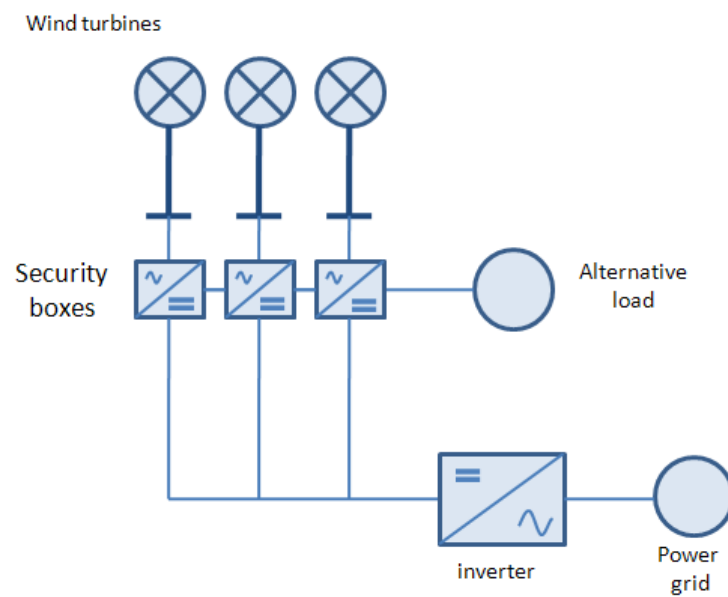 Wind turbines
Security
boxes
Alternative
load
inverter
Power
grid